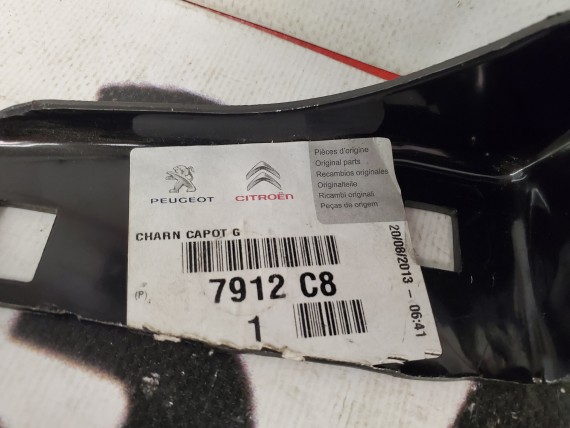 PEUGEOT
CITROËN
Pièces d'origine
Original parts
Recambios originales
Originalteile
Ricambi originali
Peças de origem
CHARN CAPOT G
(P)
7912 C8
1
20/08/2013 - 06:41